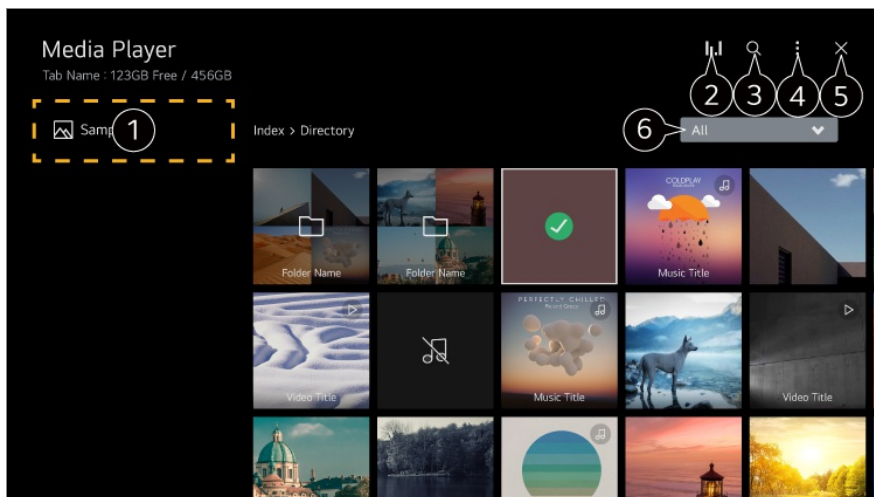 Media Player
Tab Name : 123GB Free / 456GB
2
3
4
5
1
Index > Directory
6
All
Folder Name
Folder Name
COLDPLAY
Music Title
Video Title
PERFECTLY CHILLED
Music Title
Video Title